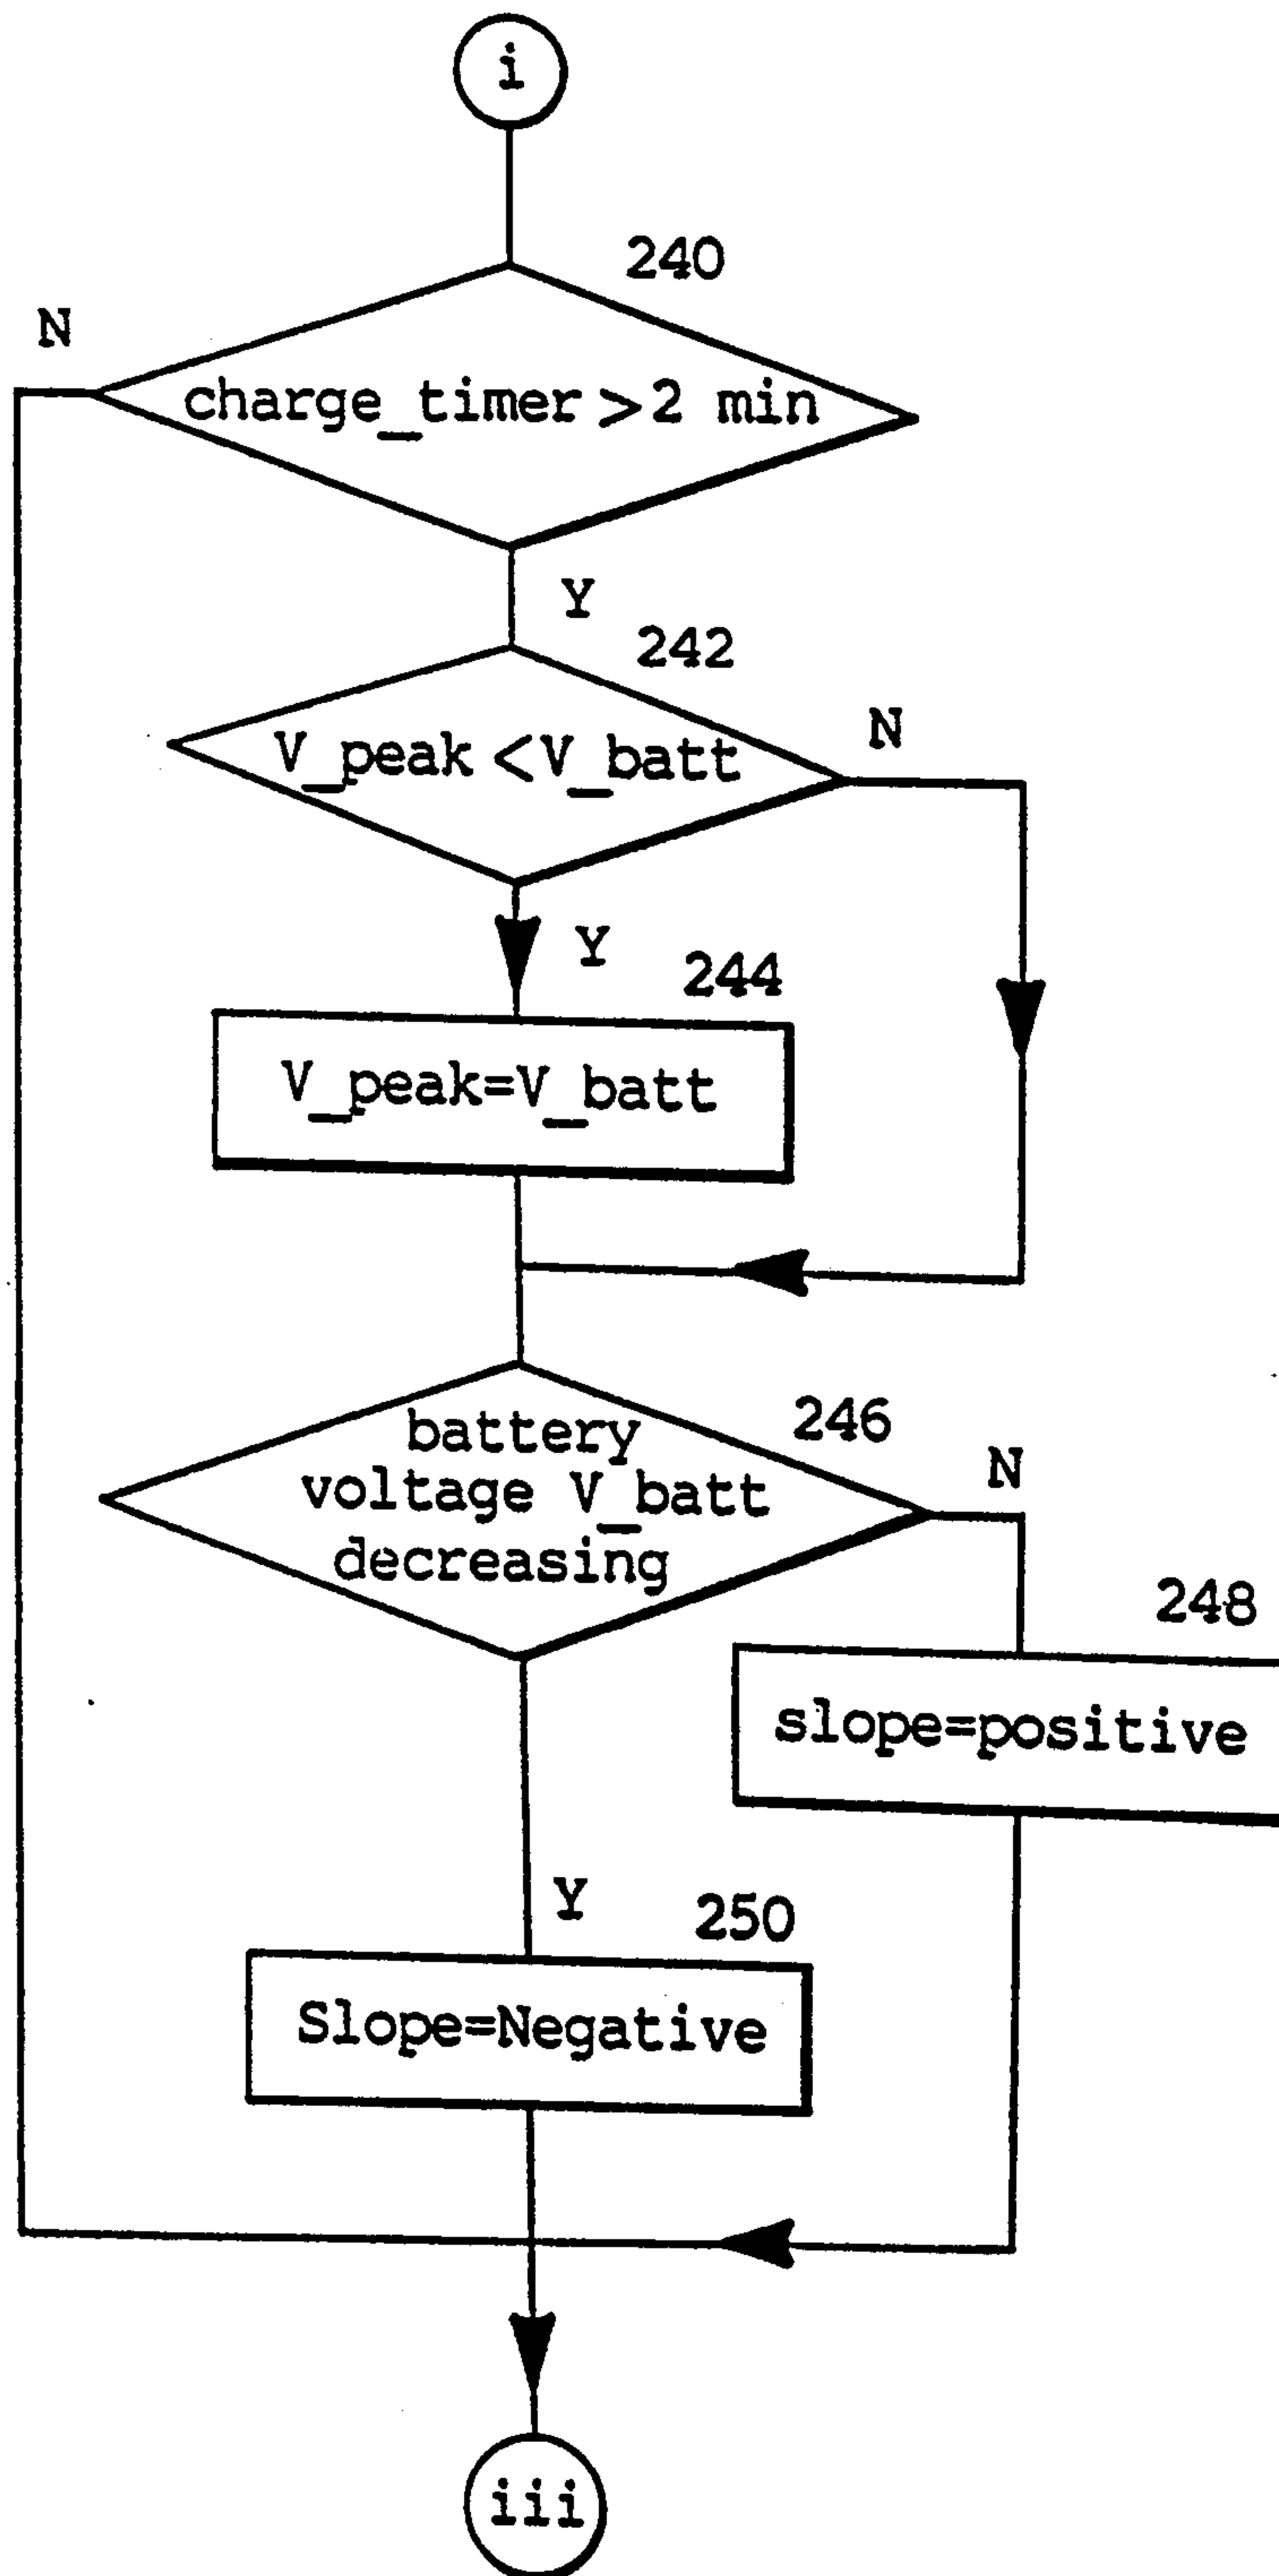 i
240
N
charge_timer>2 min
Y
242
V_peak<V_batt
N
Y
244
V_peak=V_batt
246
battery
voltage V_batt
decreasing
N
248
slope=positive
Y
250
Slope=Negative
iii